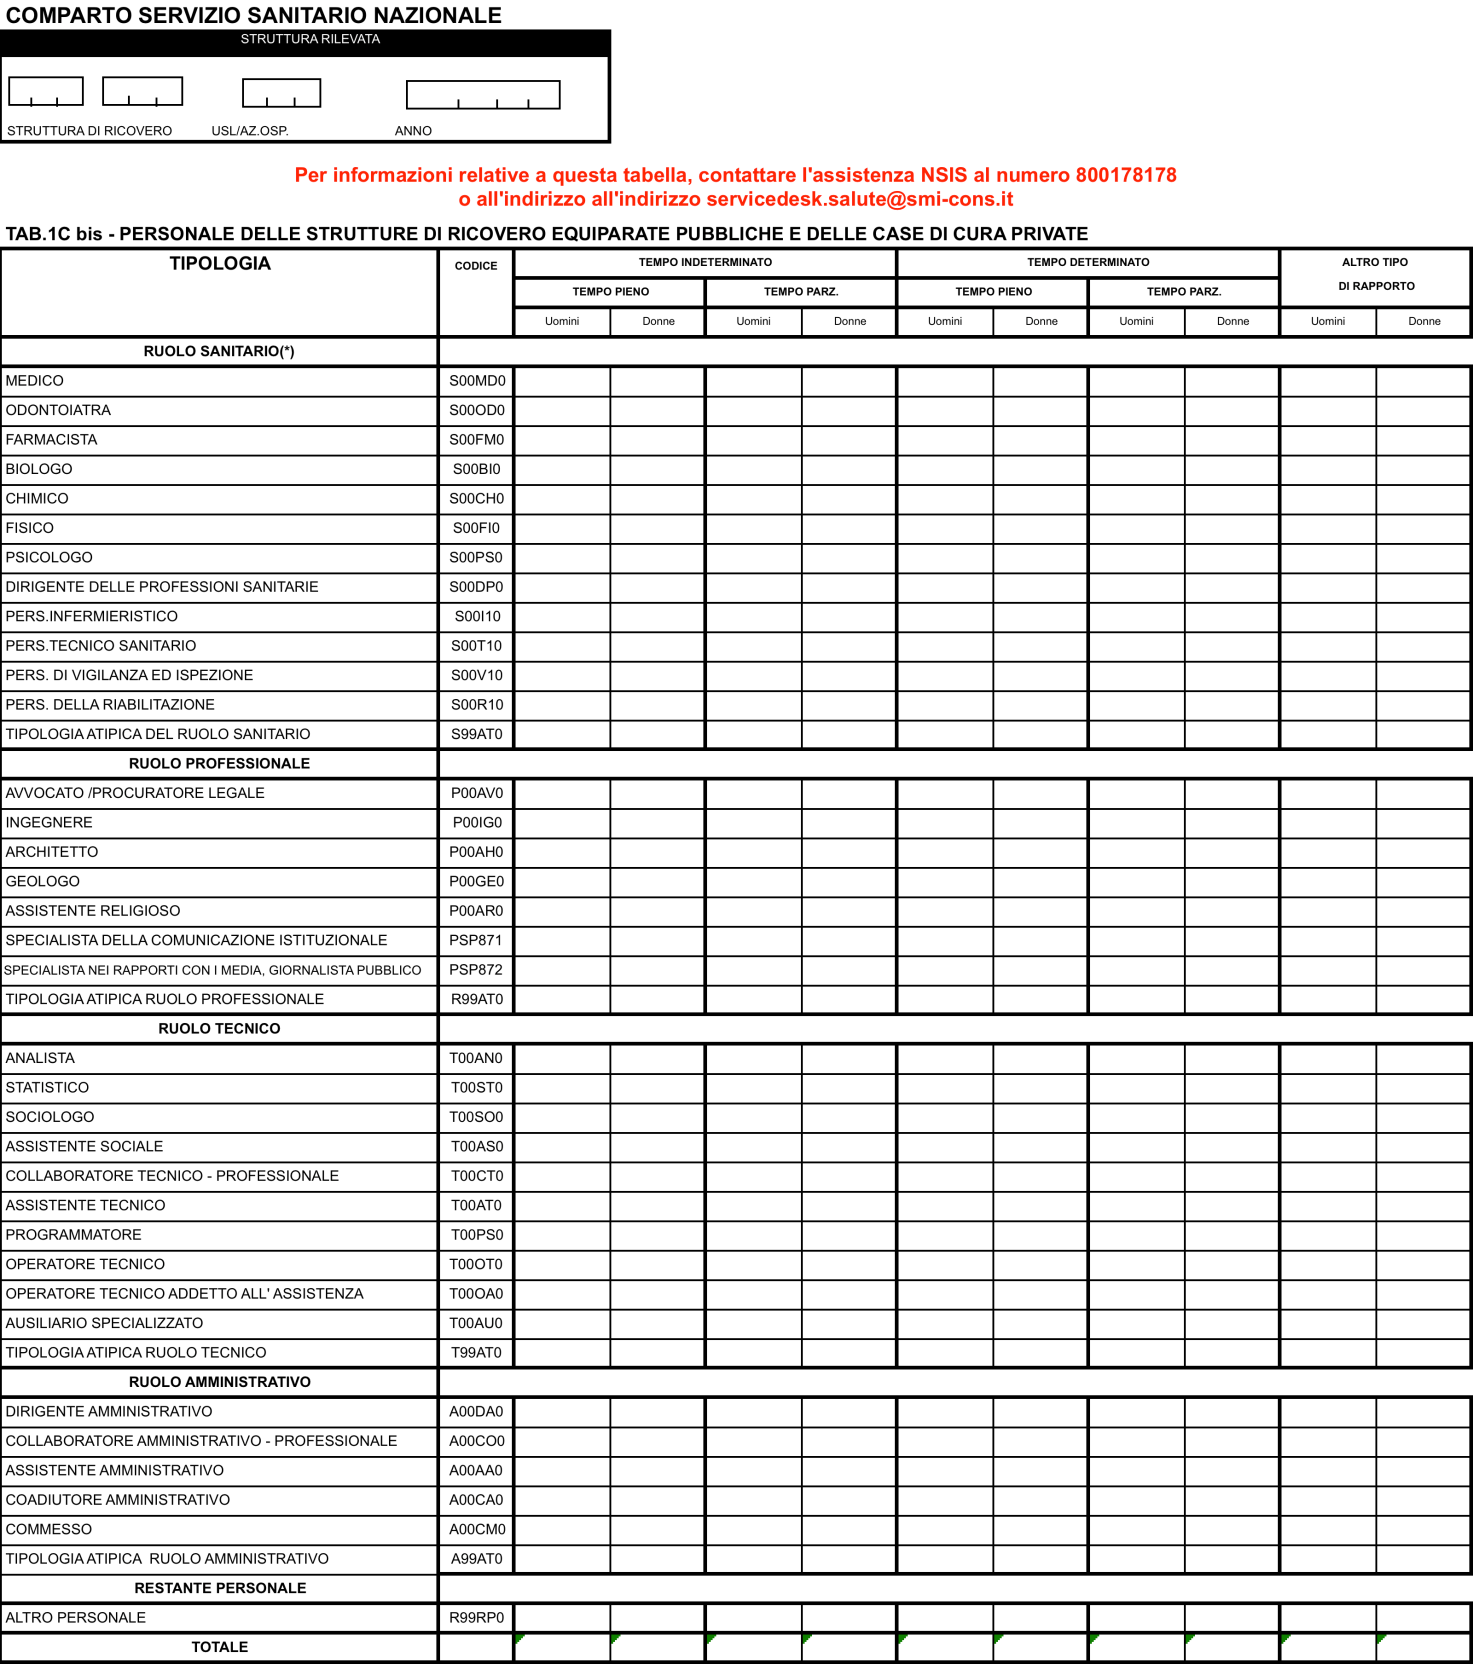 COMPARTO SERVIZIO SANITARIO NAZIONALE
STRUTTURA RILEVATA
STRUTTURA DI RICOVERO USL/AZ.OSP. ANNO
Per informazioni relative a questa tabella, contattare l'assistenza NSIS al numero 800178178
o all'indirizzo all'indirizzo servicedesk.salute@smi-cons.it
TAB.1C bis - PERSONALE DELLE STRUTTURE DI RICOVERO EQUIPARATE PUBBLICHE E DELLE CASE DI CURA PRIVATE
TIPOLOGIA CODICE TEMPO INDETERMINATO TEMPO DETERMINATO ALTRO TIPO
DI RAPPORTO
TEMPO PIENO TEMPO PARZ. TEMPO PIENO TEMPO PARZ.
Uomini Donne Uomini Donne Uomini Donne Uomini Donne Uomini Donne
RUOLO SANITARIO(*)
MEDICO S00MD0
ODONTOIATRA S00OD0
FARMACISTA S00FM0
BIOLOGO S00BI0
CHIMICO S00CH0
FISICO S00FI0
PSICOLOGO S00PS0
DIRIGENTE DELLE PROFESSIONI SANITARIE S00DP0
PERS.INFERMIERISTICO S00I10
PERS.TECNICO SANITARIO S00T10
PERS. DI VIGILANZA ED ISPEZIONE S00V10
PERS. DELLA RIABILITAZIONE S00R10
TIPOLOGIA ATIPICA DEL RUOLO SANITARIO S99AT0
RUOLO PROFESSIONALE
AVVOCATO /PROCURATORE LEGALE P00AV0
INGEGNERE P00IG0
ARCHITETTO P00AH0
GEOLOGO P00GE0
ASSISTENTE RELIGIOSO P00AR0
SPECIALISTA DELLA COMUNICAZIONE ISTITUZIONALE PSP871
SPECIALISTA NEI RAPPORTI CON I MEDIA, GIORNALISTA PUBBLICO PSP872
TIPOLOGIA ATIPICA RUOLO PROFESSIONALE R99AT0
RUOLO TECNICO
ANALISTA T00AN0
STATISTICO T00ST0
SOCIOLOGO T00SO0
ASSISTENTE SOCIALE T00AS0
COLLABORATORE TECNICO - PROFESSIONALE T00CT0
ASSISTENTE TECNICO T00AT0
PROGRAMMATORE T00PS0
OPERATORE TECNICO T00OT0
OPERATORE TECNICO ADDETTO ALL' ASSISTENZA T00OA0
AUSILIARIO SPECIALIZZATO T00AU0
TIPOLOGIA ATIPICA RUOLO TECNICO T99AT0
RUOLO AMMINISTRATIVO
DIRIGENTE AMMINISTRATIVO A00DA0
COLLABORATORE AMMINISTRATIVO - PROFESSIONALE A00CO0
ASSISTENTE AMMINISTRATIVO A00AA0
COADIUTORE AMMINISTRATIVO A00CA0
COMMESSO A00CM0
TIPOLOGIA ATIPICA RUOLO AMMINISTRATIVO A99AT0
RESTANTE PERSONALE
ALTRO PERSONALE R99RP0
TOTALE